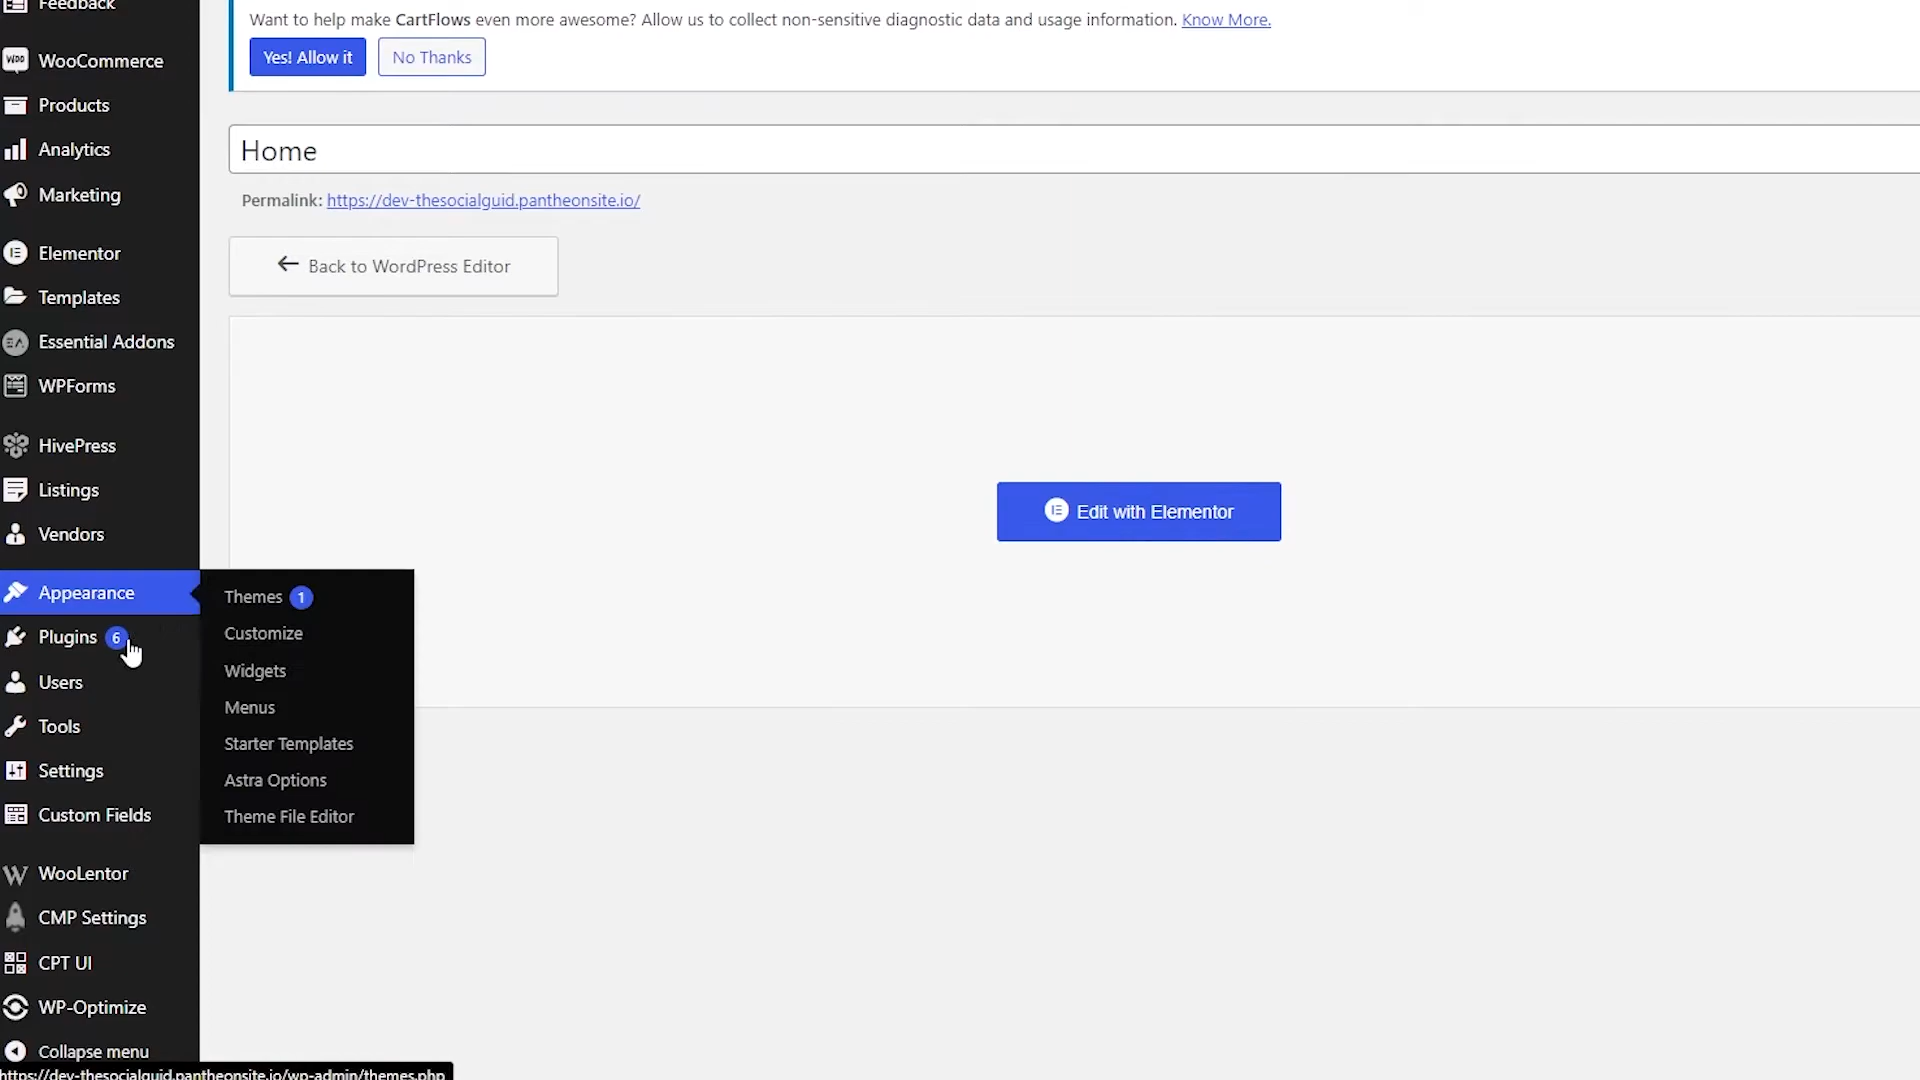 Feedback
WOO WooCommerce
Products
Analytics
Marketing
Elementor
Templates
EA Essential Addons
WPForms
HivePress
Listings
Vendors
Appearance
Plugins 6
Users
Tools
Settings
Custom Fields
WooLentor
CMP Settings
CPT UI
WP-Optimize
Collapse menu
Themes 1
Customize
Widgets
Menus
Starter Templates
Astra Options
Theme File Editor
Want to help make CartFlows even more awesome? Allow us to collect non-sensitive diagnostic data and usage information. Know More.
Yes! Allow it No Thanks
Home
Permalink: https://dev-thesocialguid.pantheonsite.io/
← Back to WordPress Editor
Edit with Elementor
https://dev-thesocialguid.pantheonsite.io/wp-admin/themes.php